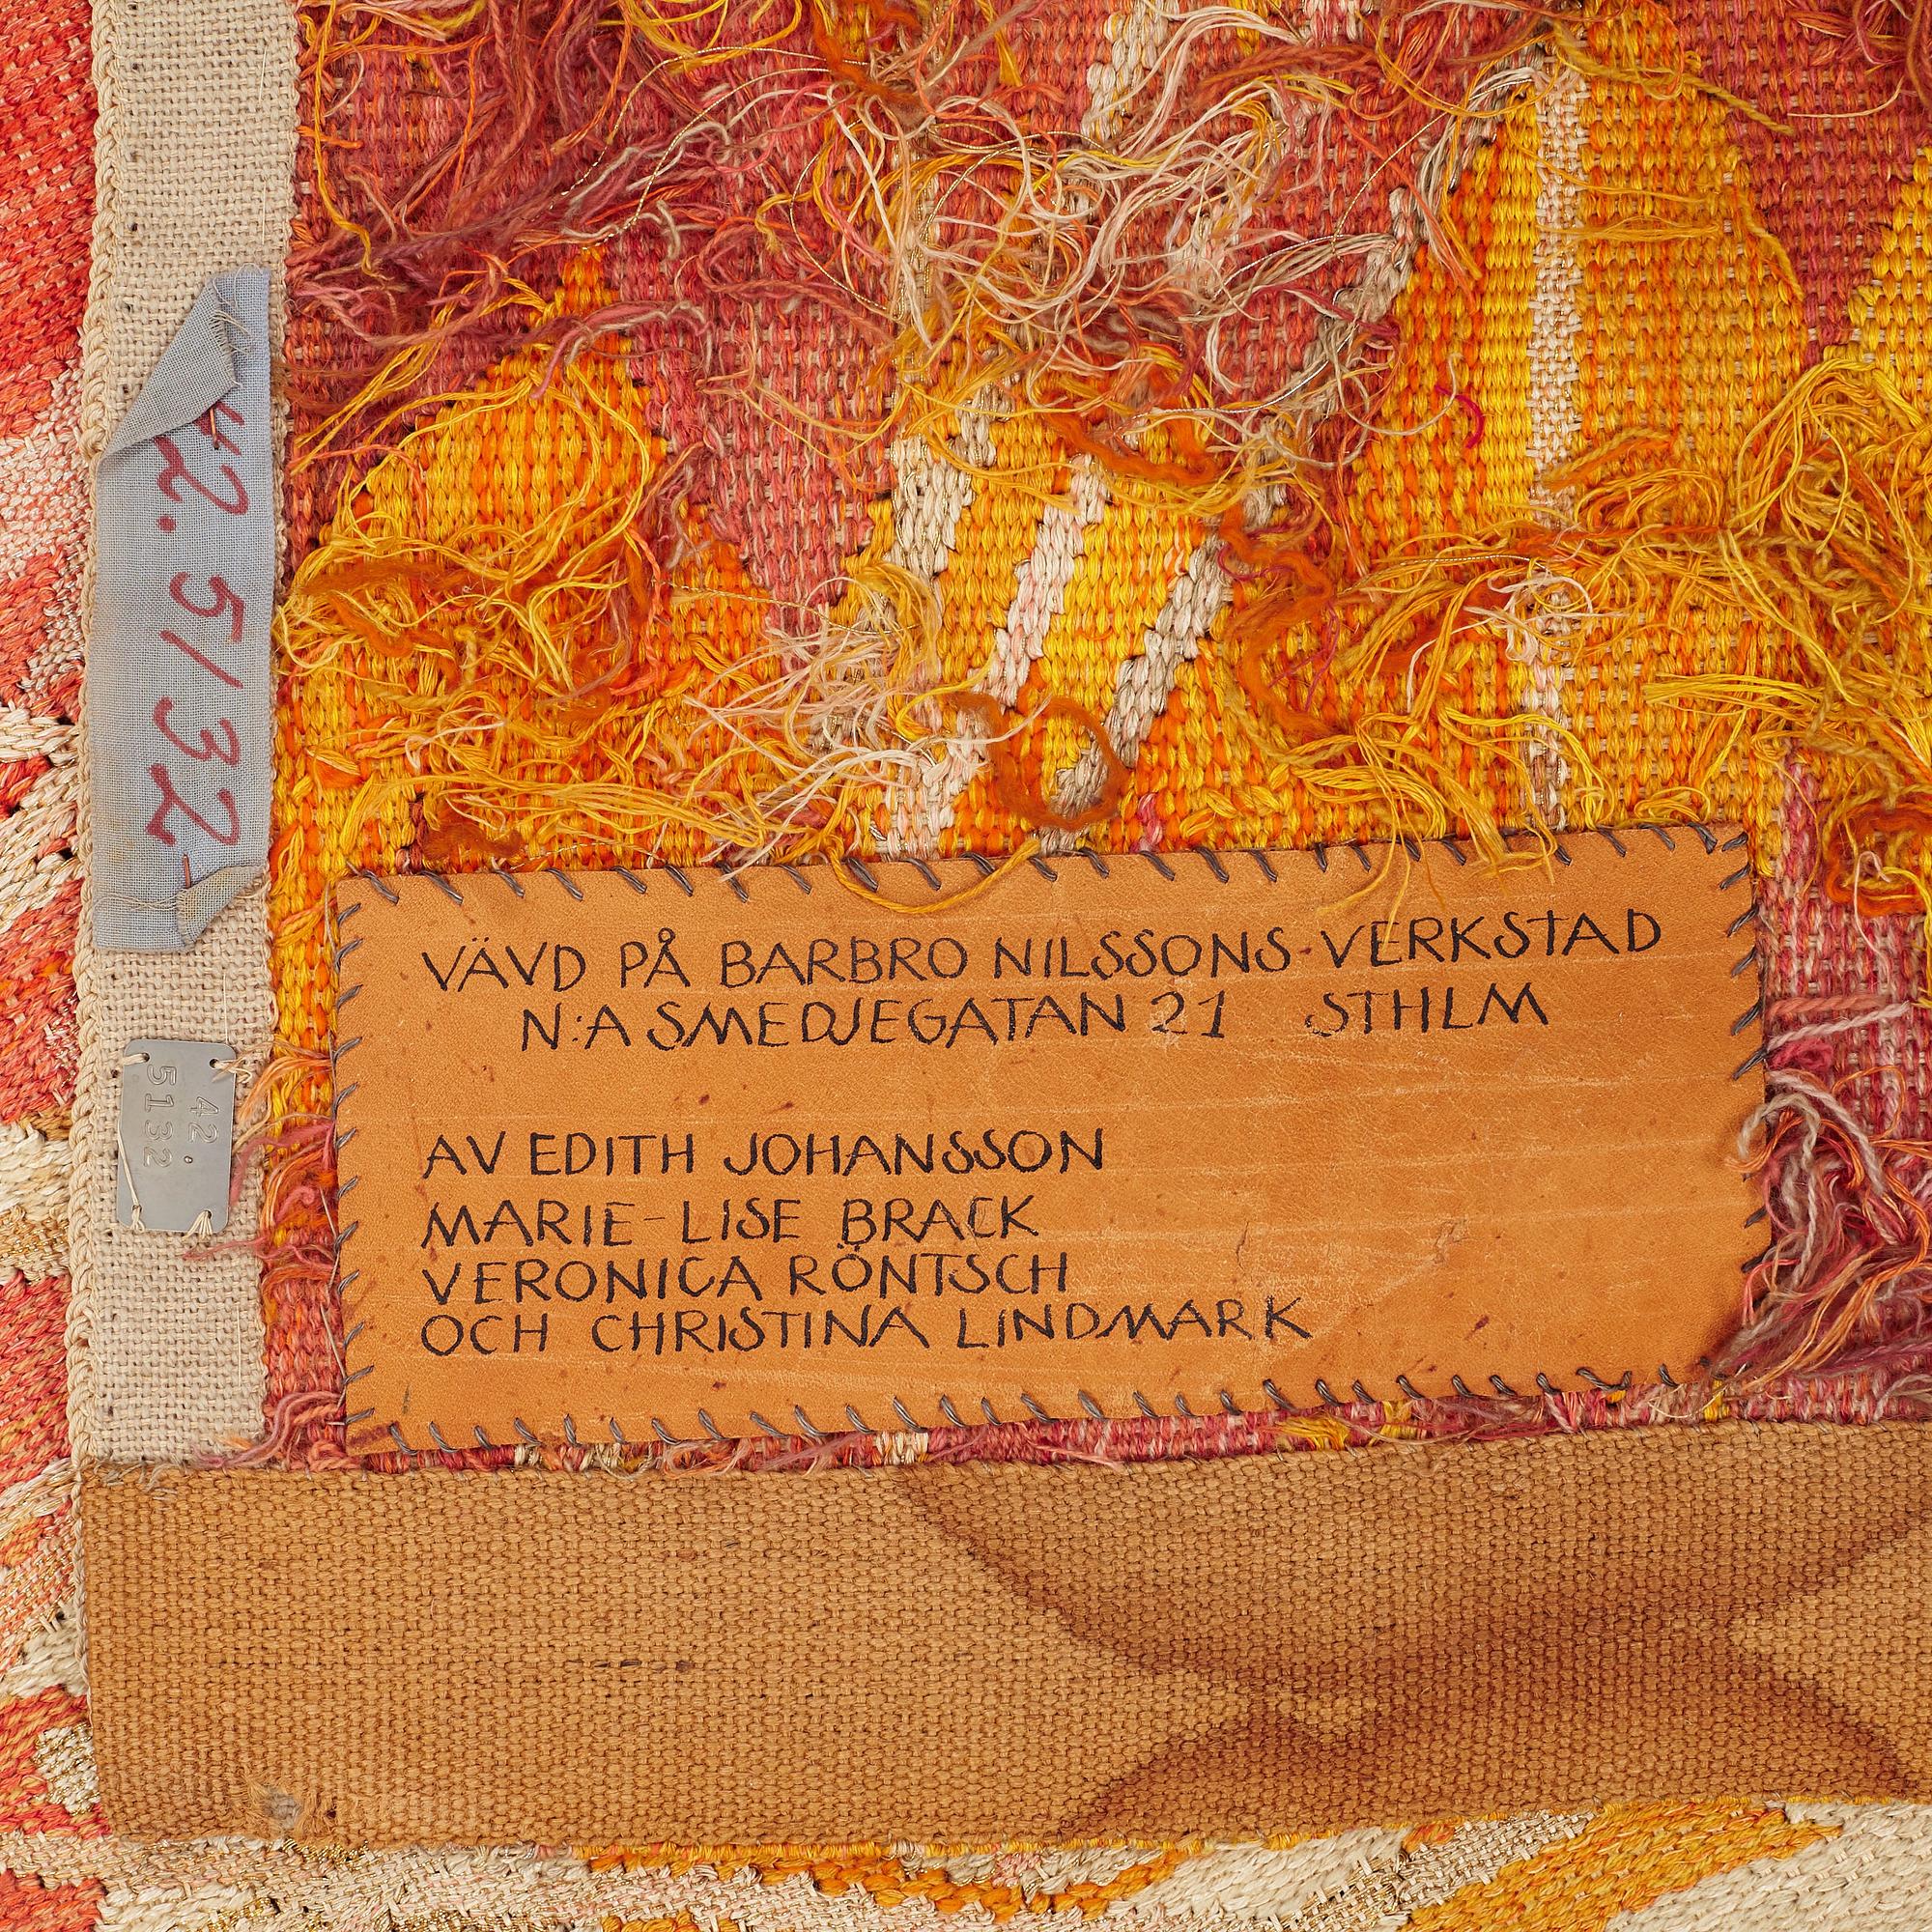 42. 5132
42.
5132
VÄVD PÅ BARBRO NILSSONS VERKSTAD
N:A SMEDJEGATAN 21 STHLM
AV EDITH JOHANSSON
MARIE-LISE BRACK
VERONICA RÖNTSCH
OCH CHRISTINA LINDMARK